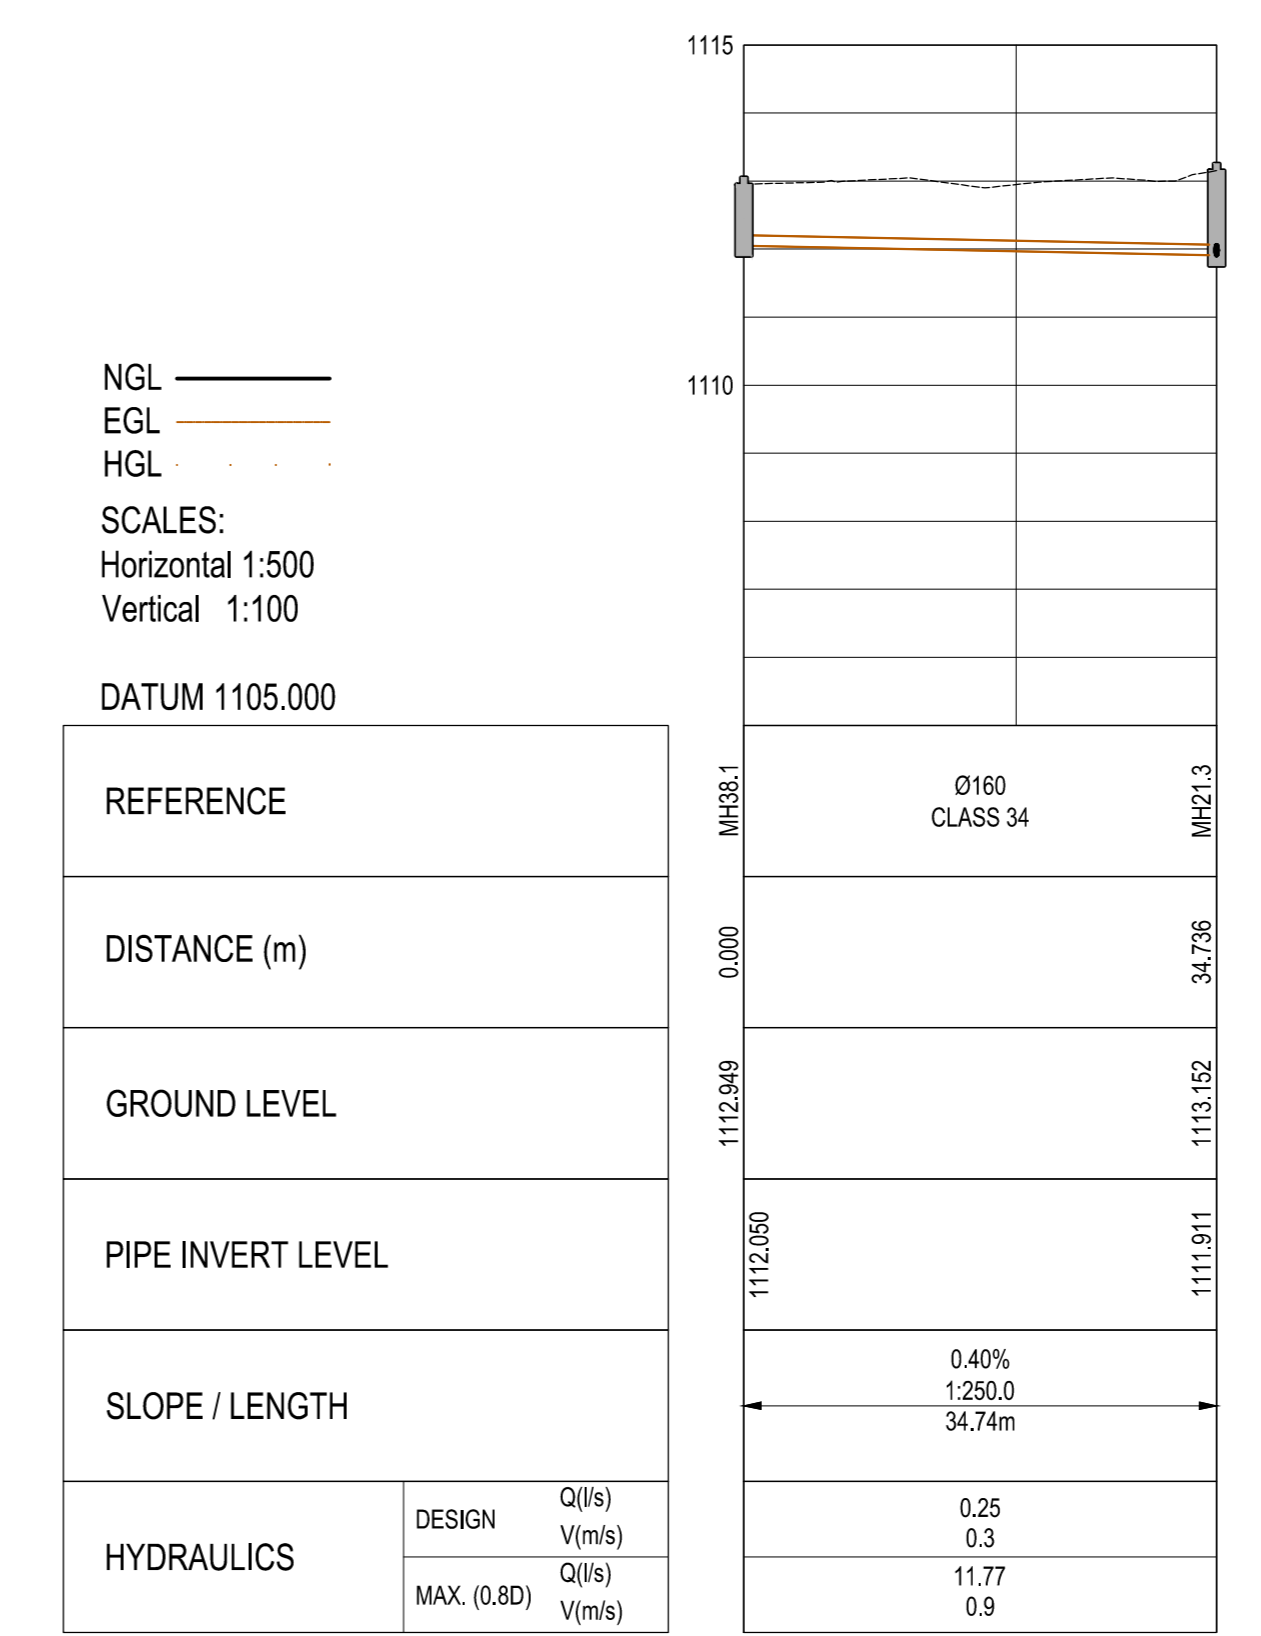 1115
1110
NGL
EGL
HGL
SCALES:
Horizontal 1:500
Vertical 1:100
DATUM 1105.000
REFERENCE
MH38.1
Ø160
CLASS 34
MH21.3
DISTANCE (m)
0.000
34.736
GROUND LEVEL
1112.949
1113.152
PIPE INVERT LEVEL
1112.050
1111.911
SLOPE / LENGTH
0.40%
1:250.0
34.74m
HYDRAULICS
DESIGN
Q(l/s)
V(m/s)
0.25
0.3
MAX. (0.8D)
Q(l/s)
V(m/s)
11.77
0.9